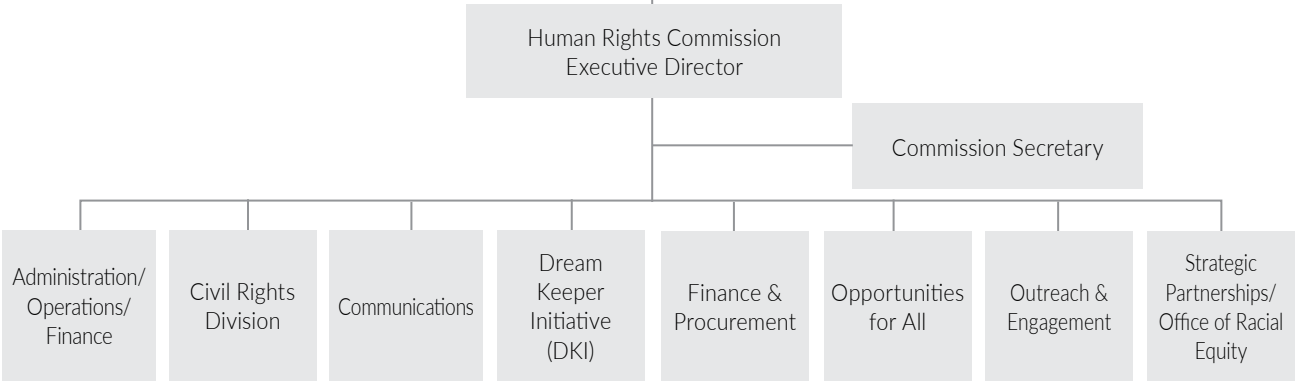 Human Rights Commission
Executive Director
Commission Secretary
Administration/
Operations/
Finance
Civil Rights
Division
Communications
Dream
Keeper
Initiative
(DKI)
Finance &
Procurement
Opportunities
for All
Outreach &
Engagement
Strategic
Partnerships/
Office of Racial
Equity